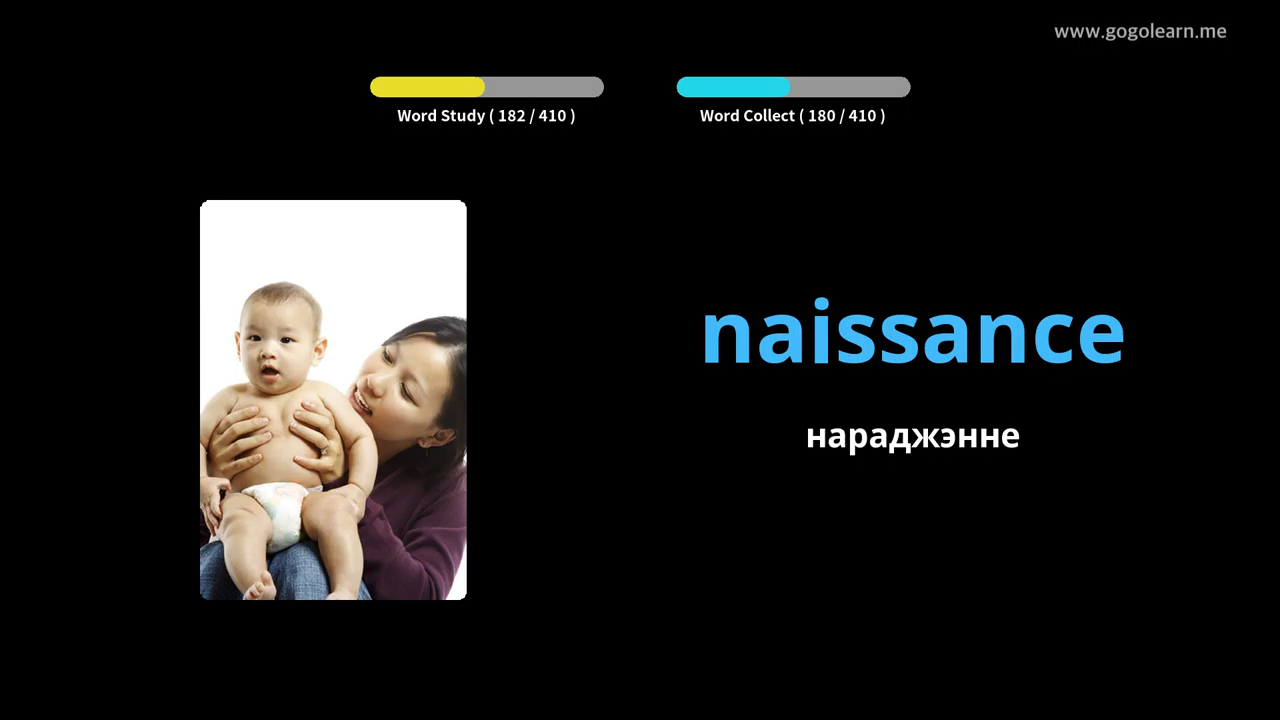 www.gogolearn.me
Word Study ( 182 / 410 )
Word Collect ( 180 / 410 )
naissance
нараджэнне